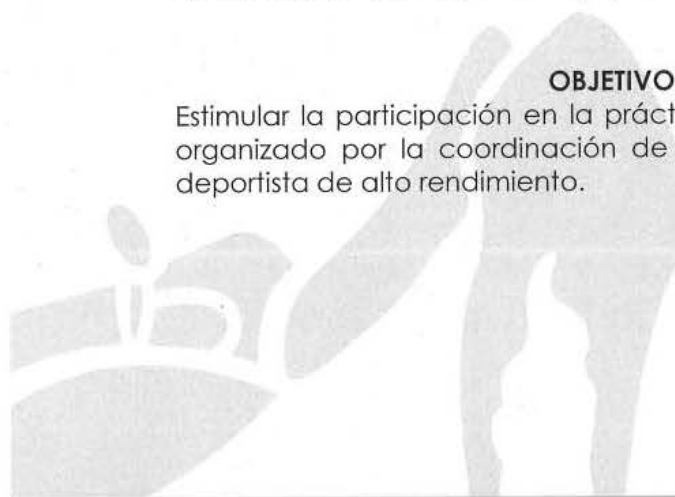 OBJETIVO
Estimular la participación en la práct
organizado por la coordinación de
deportista de alto rendimiento.